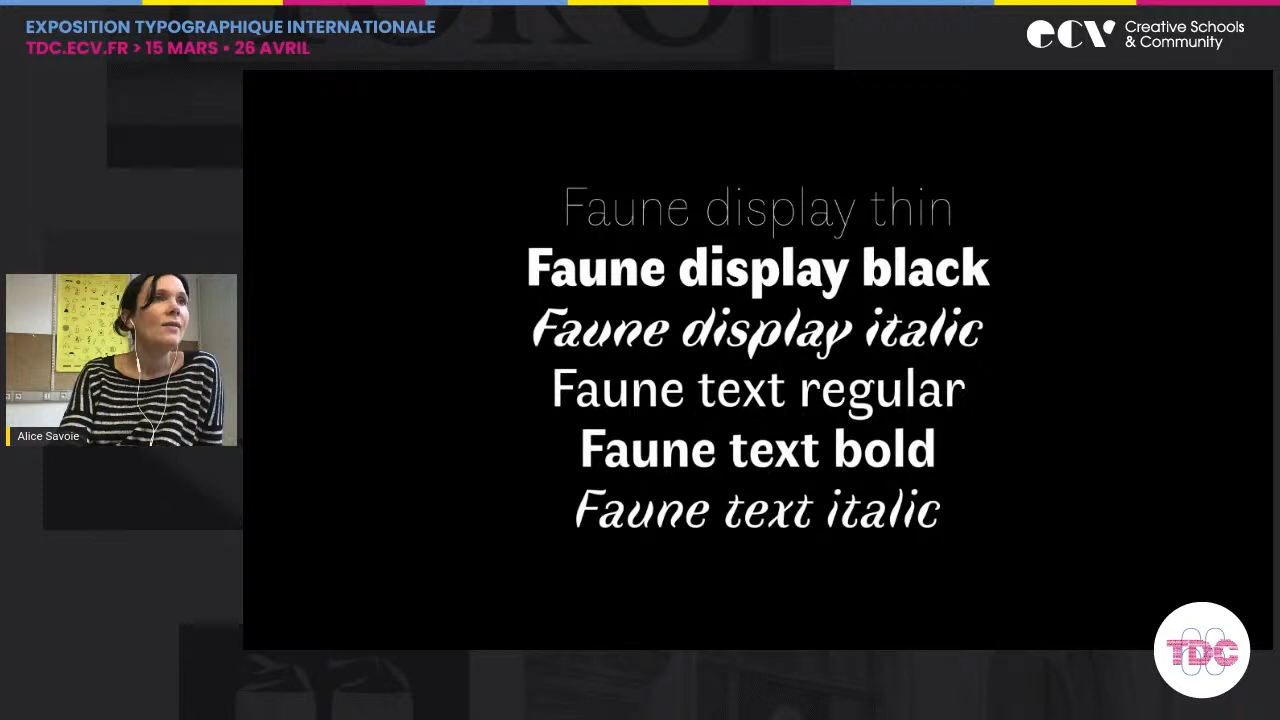 EXPOSITION TYPOGRAPHIQUE INTERNATIONALE
TDC.ECV.FR > 15 MARS • 26 AVRIL
ecv Creative Schools
& Community
Faune display thin
Faune display black
Faune display italic
Faune text regular
Faune text bold
Faune text italic
Alice Savoie
TDC